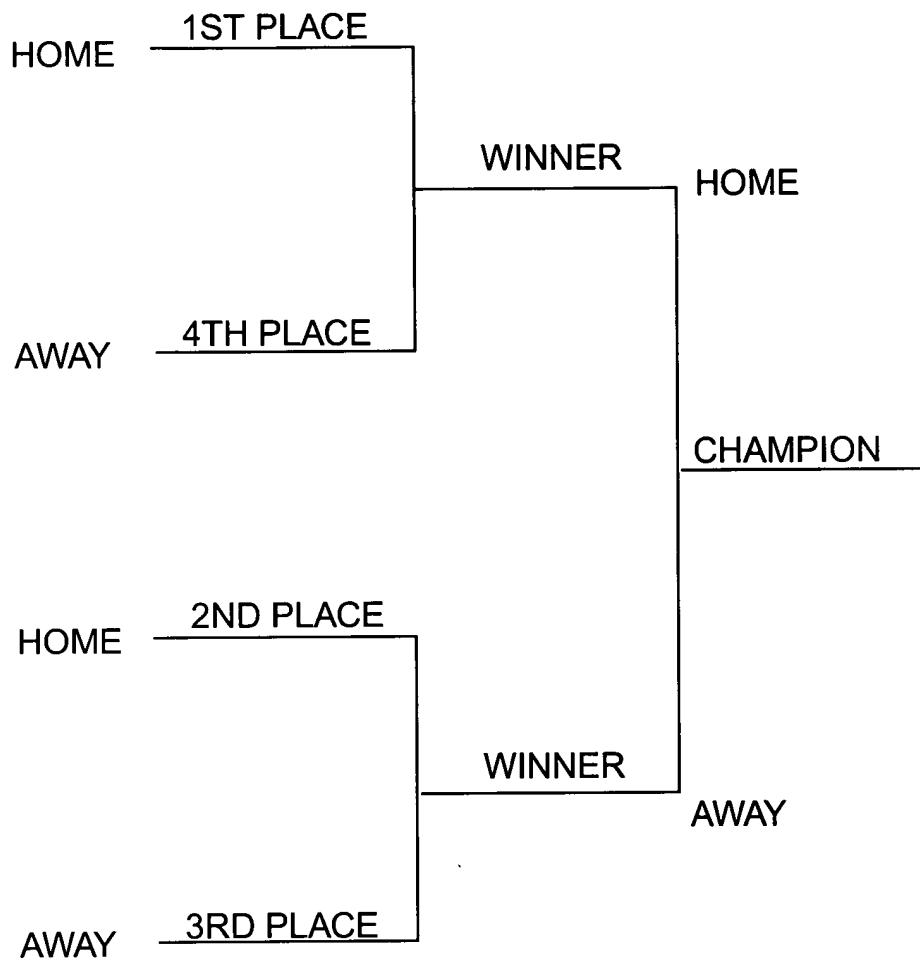 1ST PLACE
HOME
WINNER
HOME
4TH PLACE
AWAY
CHAMPION
2ND PLACE
HOME
WINNER
AWAY
3RD PLACE
AWAY